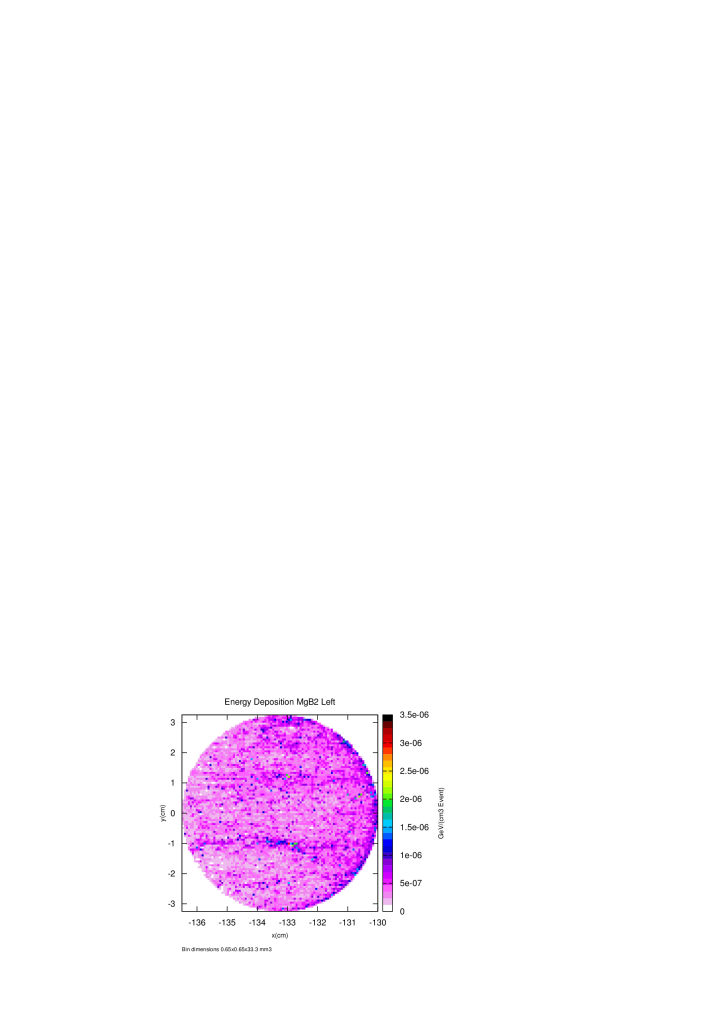 Energy Deposition MgB2 Left
3
2
1
0
-1
-2
-3
y(cm)
-136 -135 -134 -133 -132 -131 -130
x(cm)
3.5e-06
3e-06
2.5e-06
2e-06
1.5e-06
1e-06
5e-07
0
GeV/(cm3 Event)
Bin dimensions 0.65x0.65x33.3 mm3